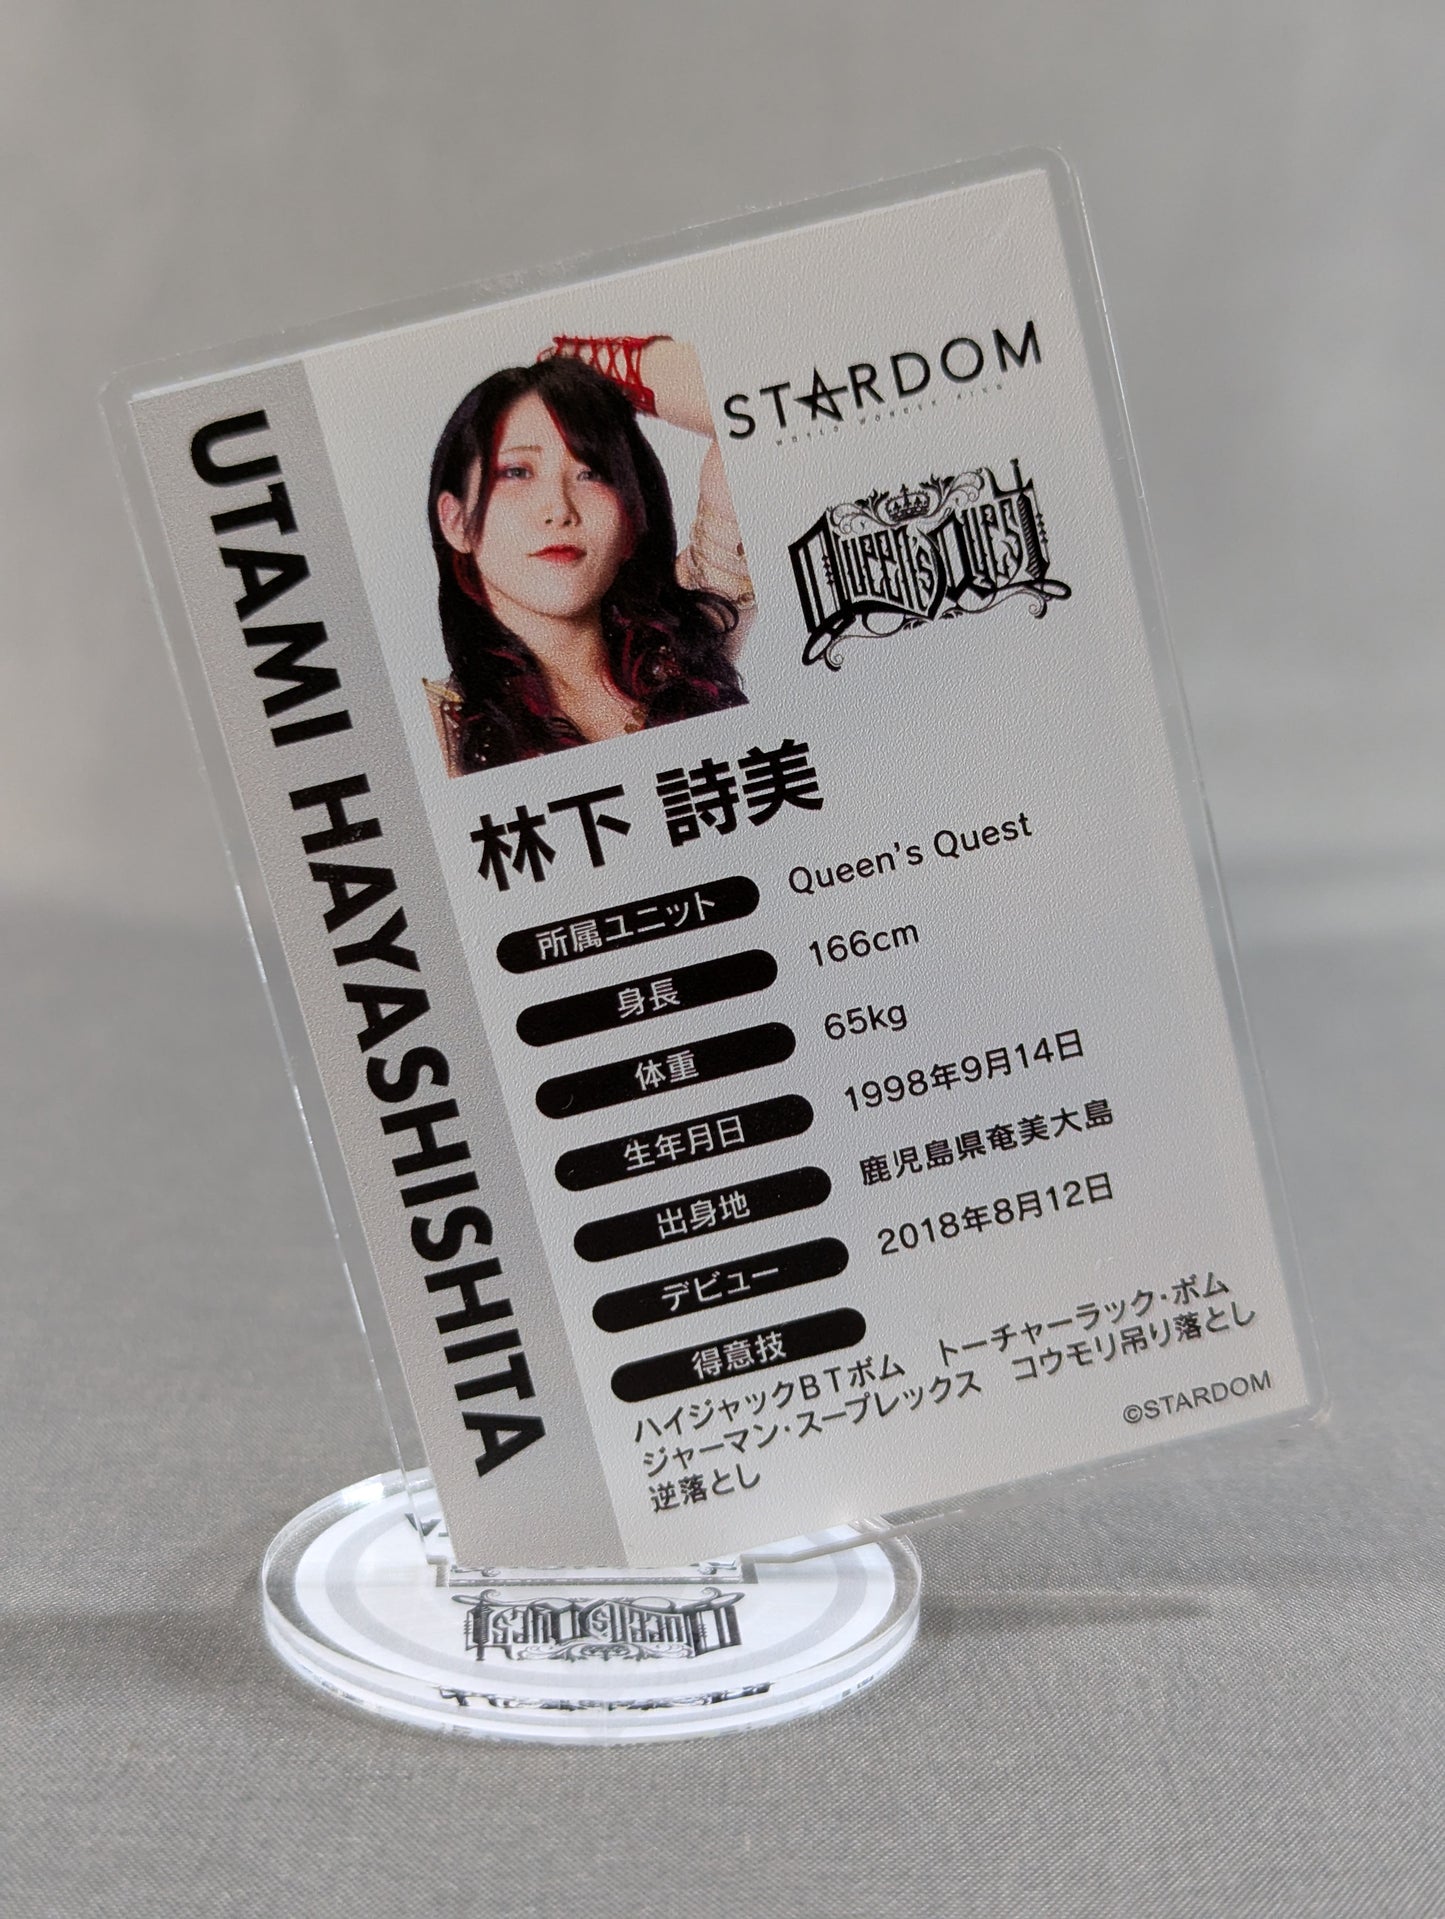 UTAMI HAYASHISHITA
STARDOM
WORLD WONDER RING
Queen's Quest
林下 詩美
所属ユニット Queen's Quest
身長 166cm
体重 65kg
生年月日 1998年9月14日
出身地 鹿児島県奄美大島
デビュー 2018年8月12日
得意技
ハイジャックBTボム トーチャーラック・ボム
ジャーマン・スープレックス コウモリ吊り落とし
逆落とし
©STARDOM
Queen's Quest